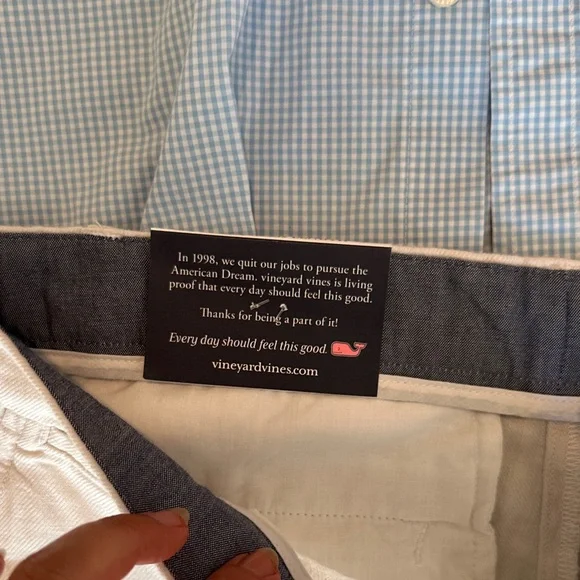 In 1998, we quit our jobs to pursue the
American Dream. vineyard vines is living
proof that every day should feel this good.
Thanks for being a part of it!
Every day should feel this good.
vineyardvines.com